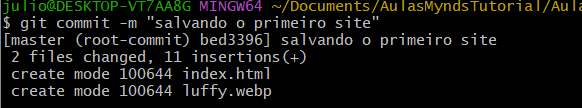 julio@DESKTOP-VT7AA8G MINGW64 ~/Documents/AulasMyndsTutorial/Aula
$ git commit -m "salvando o primeiro site"
[master (root-commit) bed3396] salvando o primeiro site
 2 files changed, 11 insertions(+)
 create mode 100644 index.html
 create mode 100644 luffy.webp